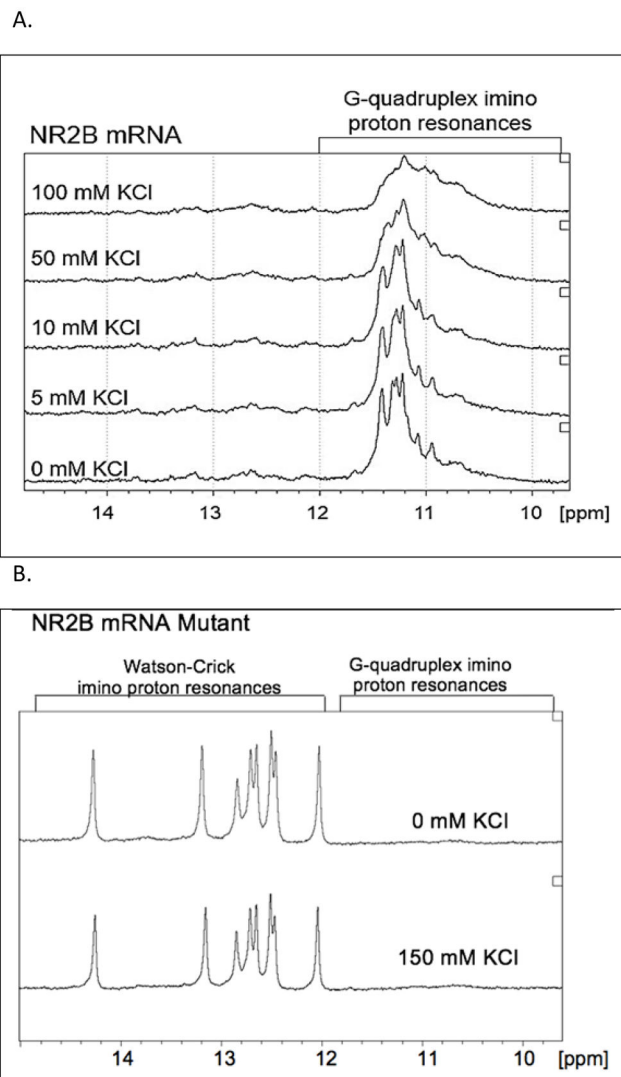 A.
G-quadruplex imino
proton resonances
NR2B mRNA
100 mM KCl
50 mM KCl
10 mM KCl
5 mM KCl
0 mM KCl
14 13 12 11 10 [ppm]
B.
NR2B mRNA Mutant
Watson-Crick
imino proton resonances
G-quadruplex imino
proton resonances
0 mM KCl
150 mM KCl
14 13 12 11 10 [ppm]